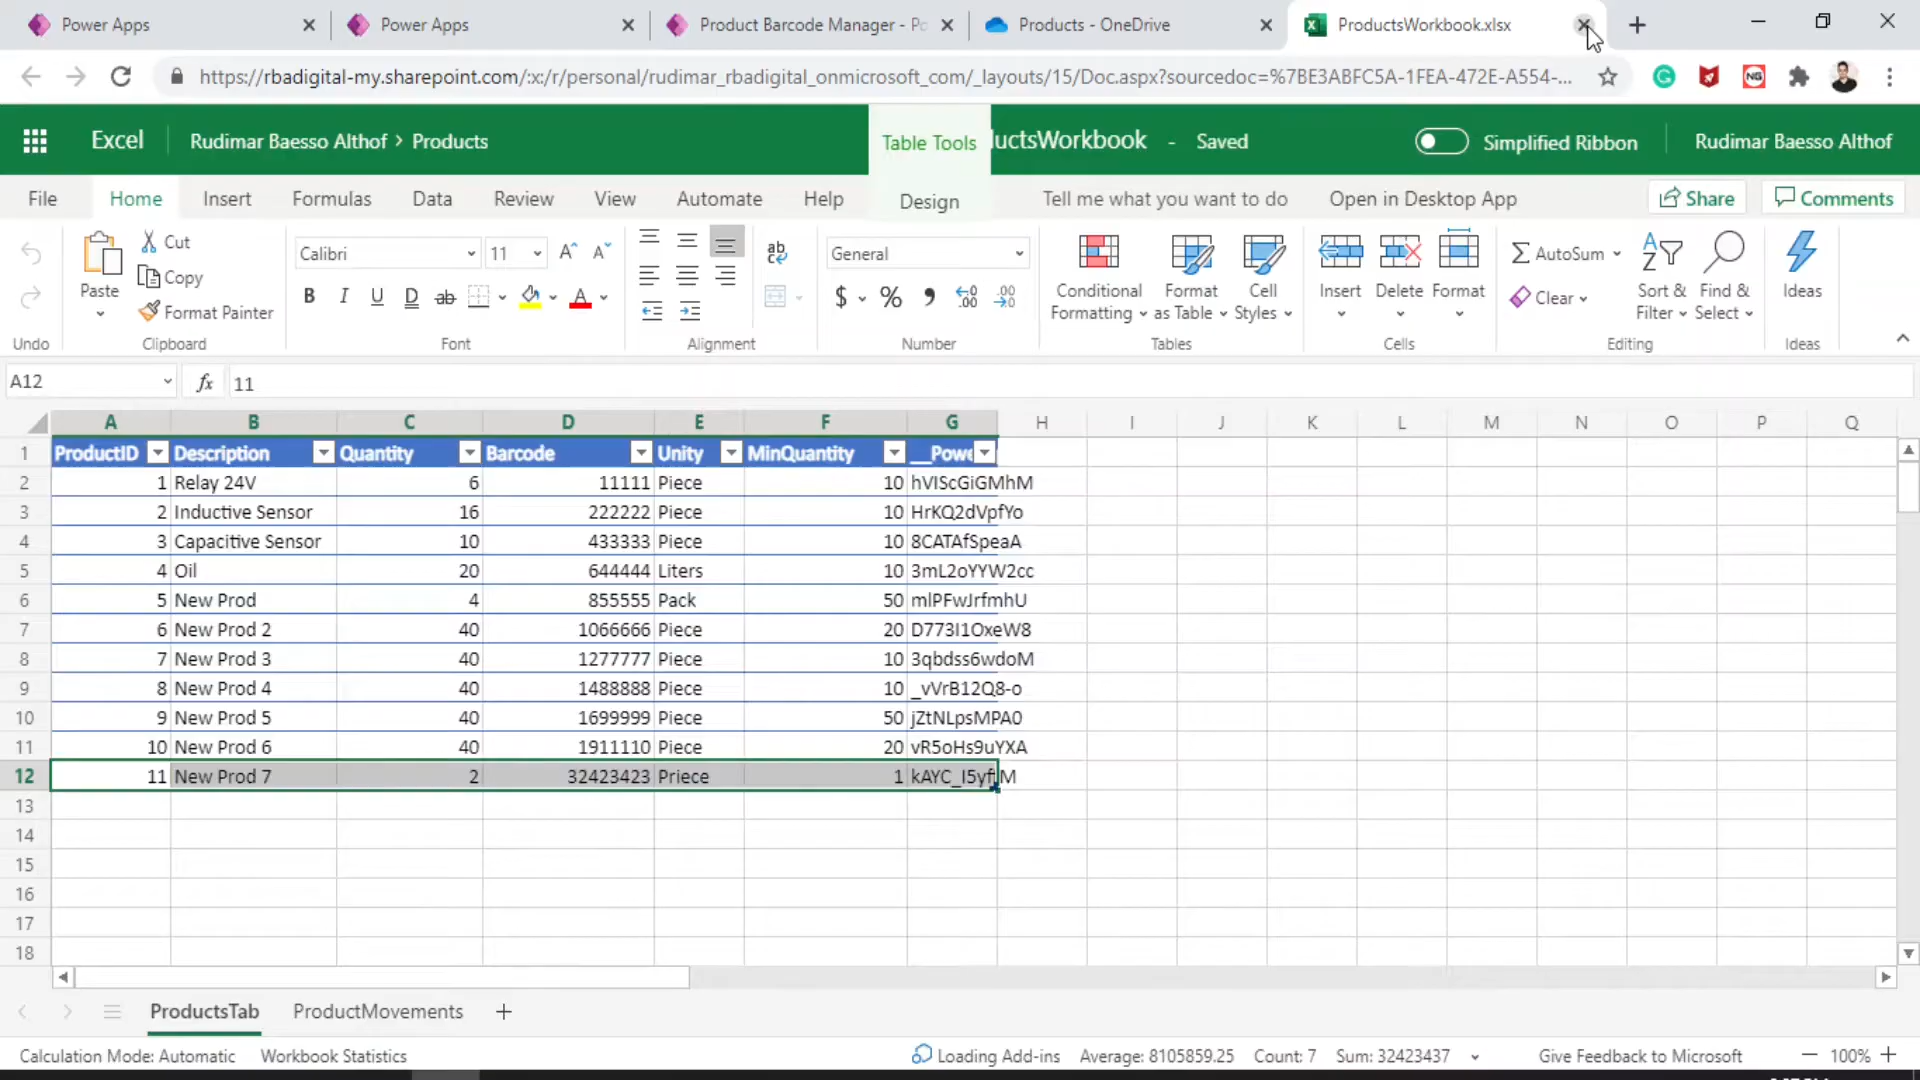 Power Apps
Power Apps
Product Barcode Manager - Po
Products - OneDrive
ProductsWorkbook.xlsx
https://rbadigital-my.sharepoint.com/:x:/r/personal/rudimar_rbadigital_onmicrosoft_com/_layouts/15/Doc.aspx?sourcedoc=%7BE3ABFC5A-1FEA-472E-A554-...
NG
Excel Rudimar Baesso Althof > Products Table Tools uctsWorkbook - Saved Simplified Ribbon Rudimar Baesso Althof
File Home Insert Formulas Data Review View Automate Help Design Tell me what you want to do Open in Desktop App Share Comments
Paste Cut Copy Format Painter
Calibri 11 A A
B I U D ab A
ab
General
$ % 9 .00 .00
Conditional Formatting Format as Table Cell Styles
Insert Delete Format
AutoSum Clear Sort & Filter Find & Select
Ideas
Undo Clipboard Font Alignment Number Tables Cells Editing Ideas
A12 fx 11
A B C D E F G H I J K L M N O P Q
1 ProductID Description Quantity Barcode Unity MinQuantity __Powe
2 1 Relay 24V 6 11111 Piece 10 hVIScGiGMhM
3 2 Inductive Sensor 16 222222 Piece 10 HrKQ2dVpfYo
4 3 Capacitive Sensor 10 433333 Piece 10 8CATAfSpeaA
5 4 Oil 20 644444 Liters 10 3mL2oYYW2cc
6 5 New Prod 4 855555 Pack 50 mlPFwJrfmhU
7 6 New Prod 2 40 1066666 Piece 20 D773I1OxeW8
8 7 New Prod 3 40 1277777 Piece 10 3qbdss6wdoM
9 8 New Prod 4 40 1488888 Piece 10 _vVrB12Q8-o
10 9 New Prod 5 40 1699999 Piece 50 jZtNLpsMPA0
11 10 New Prod 6 40 1911110 Piece 20 vR5oHs9uYXA
12 11 New Prod 7 2 32423423 Priece 1
13
14
15
16
17
18
ProductsTab ProductMovements
Calculation Mode: Automatic Workbook Statistics Loading Add-ins Average: 8105859.25 Count: 7 Sum: 32423437 Give Feedback to Microsoft 100%